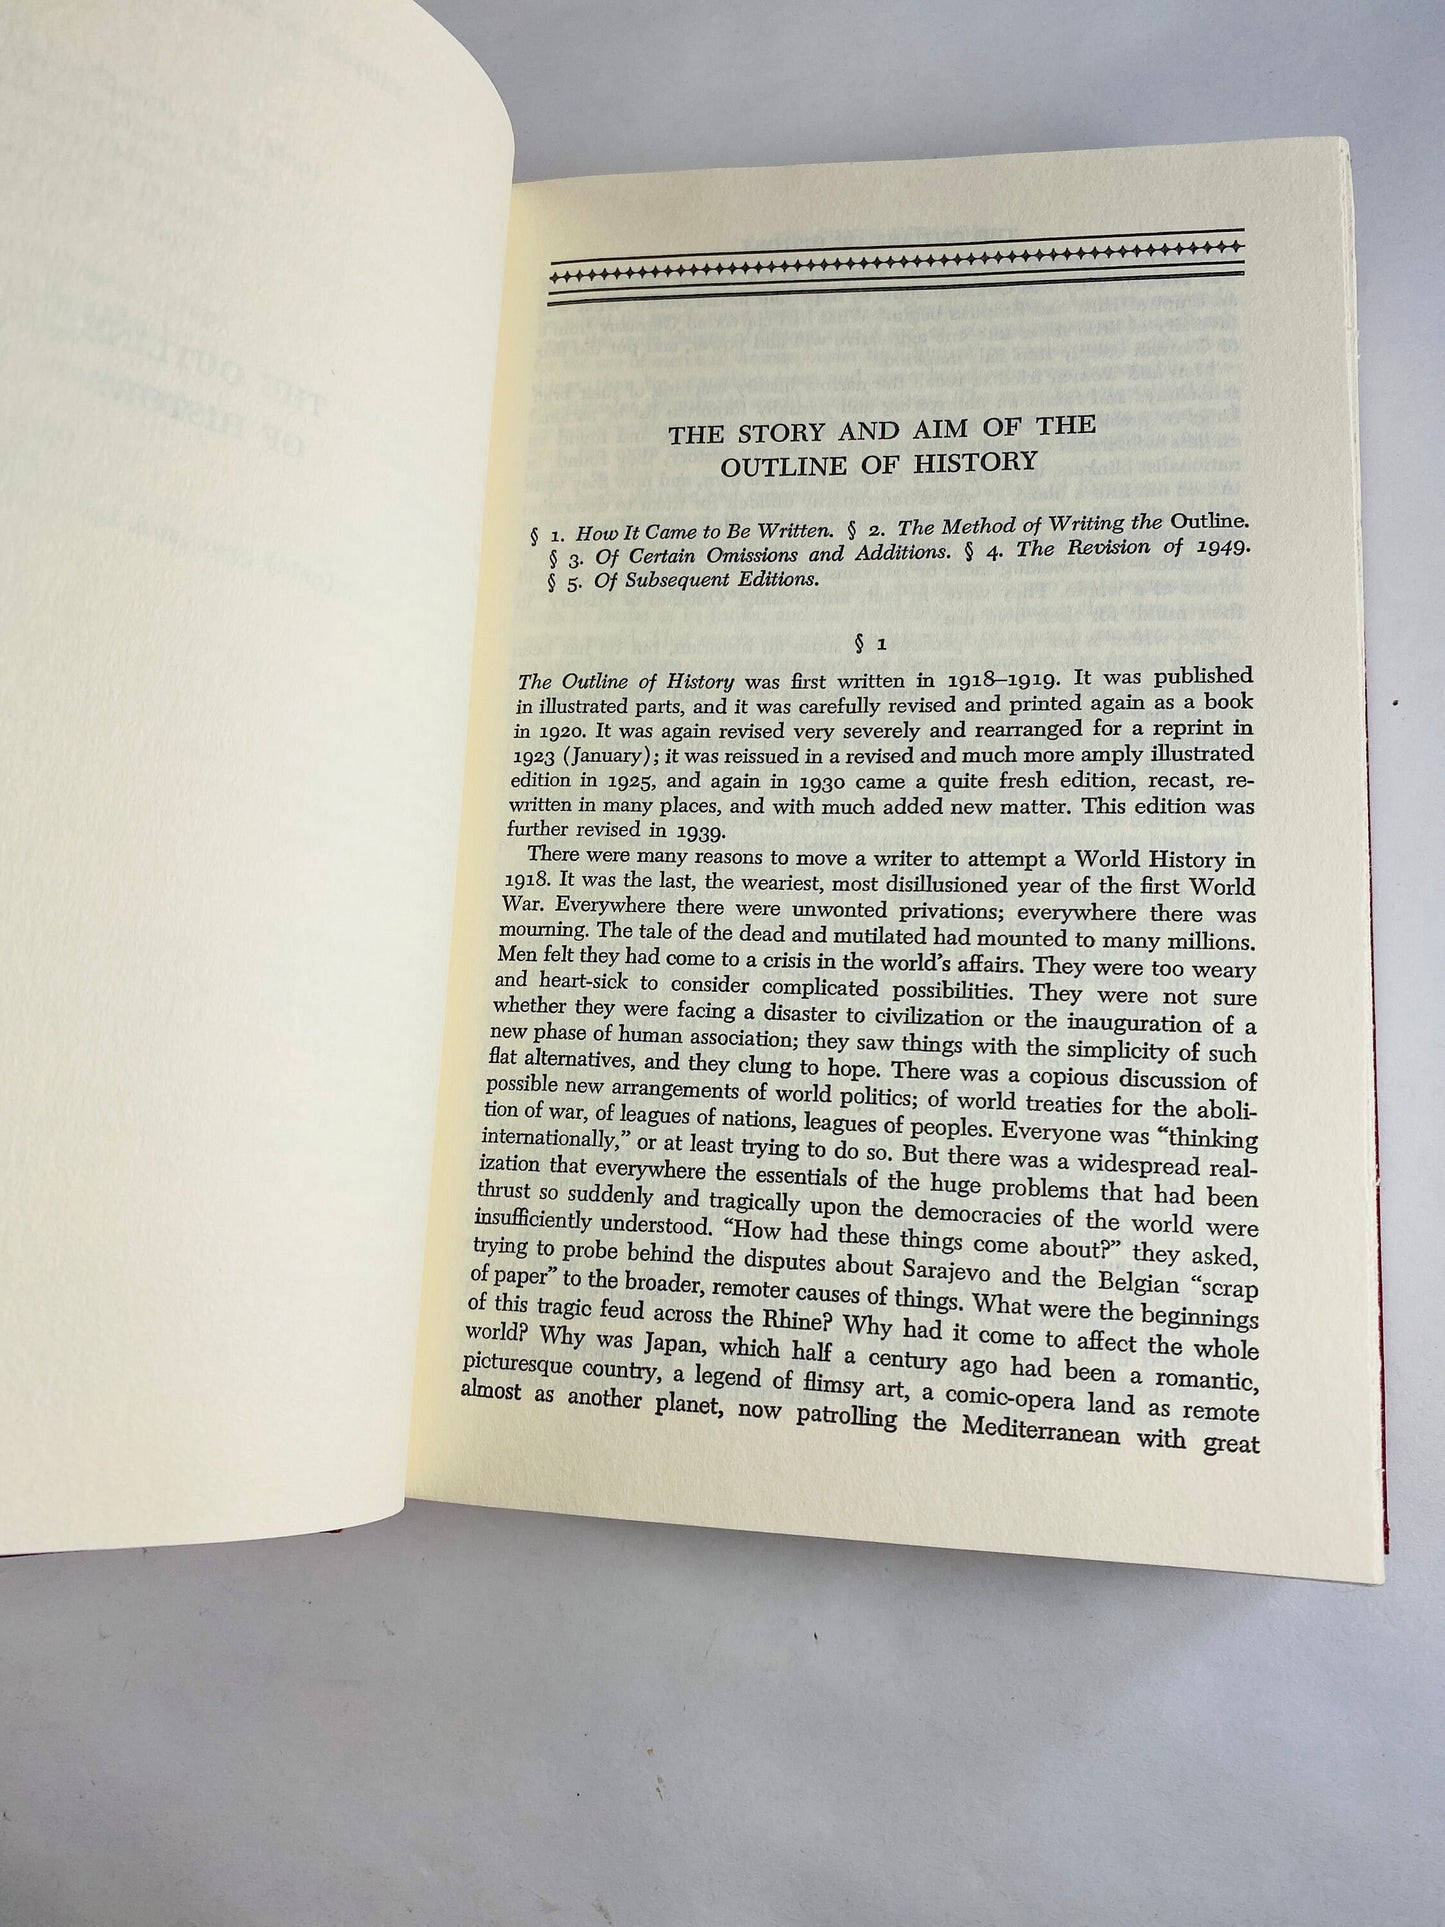 THE STORY AND AIM OF THE
OUTLINE OF HISTORY
§ 1. How It Came to Be Written. § 2. The Method of Writing the Outline.
§ 3. Of Certain Omissions and Additions. § 4. The Revision of 1949.
§ 5. Of Subsequent Editions.
§ 1
The Outline of History was first written in 1918–1919. It was published
in illustrated parts, and it was carefully revised and printed again as a book
in 1920. It was again revised very severely and rearranged for a reprint in
1923 (January); it was reissued in a revised and much more amply illustrated
edition in 1925, and again in 1930 came a quite fresh edition, recast, re-
written in many places, and with much added new matter. This edition was
further revised in 1939.
There were many reasons to move a writer to attempt a World History in
1918. It was the last, the weariest, most disillusioned year of the first World
War. Everywhere there were unwonted privations; everywhere there was
mourning. The tale of the dead and mutilated had mounted to many millions.
Men felt they had come to a crisis in the world's affairs. They were too weary
and heart-sick to consider complicated possibilities. They were not sure
whether they were facing a disaster to civilization or the inauguration of a
new phase of human association; they saw things with the simplicity of such
flat alternatives, and they clung to hope. There was a copious discussion of
possible new arrangements of world politics; of world treaties for the aboli-
tion of war, of leagues of nations, leagues of peoples. Everyone was “thinking
internationally,” or at least trying to do so. But there was a widespread real-
ization that everywhere the essentials of the huge problems that had been
thrust so suddenly and tragically upon the democracies of the world were
insufficiently understood. “How had these things come about?” they asked,
trying to probe behind the disputes about Sarajevo and the Belgian “scrap
of paper” to the broader, remoter causes of things. What were the beginnings
of this tragic feud across the Rhine? Why had it come to affect the whole
world? Why was Japan, which half a century ago had been a romantic,
picturesque country, a legend of flimsy art, a comic-opera land as remote
almost as another planet, now patrolling the Mediterranean with great